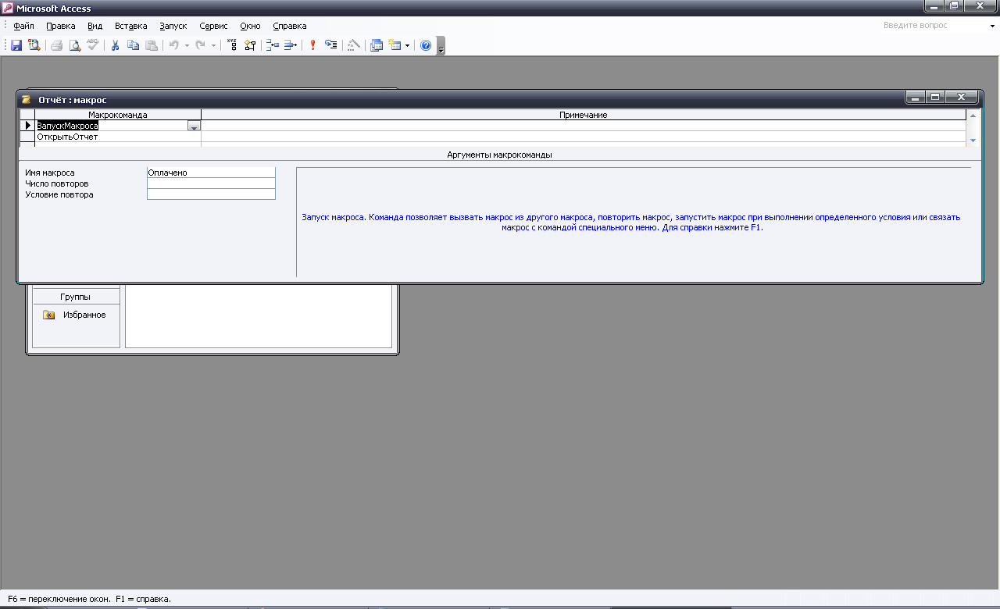 Microsoft Access
Файл Правка Вид Вставка Запуск Сервис Окно Справка Введите вопрос
Отчёт : макрос
Макрокоманда Примечание
ЗапускМакроса
ОткрытьОтчет
Аргументы макрокоманды
Имя макроса Оплачено
Число повторов
Условие повтора
Запуск макроса. Команда позволяет вызвать макрос из другого макроса, повторить макрос, запустить макрос при выполнении определенного условия или связать
макрос с командой специального меню. Для справки нажмите F1.
Группы
Избранное
F6 = переключение окон. F1 = справка.